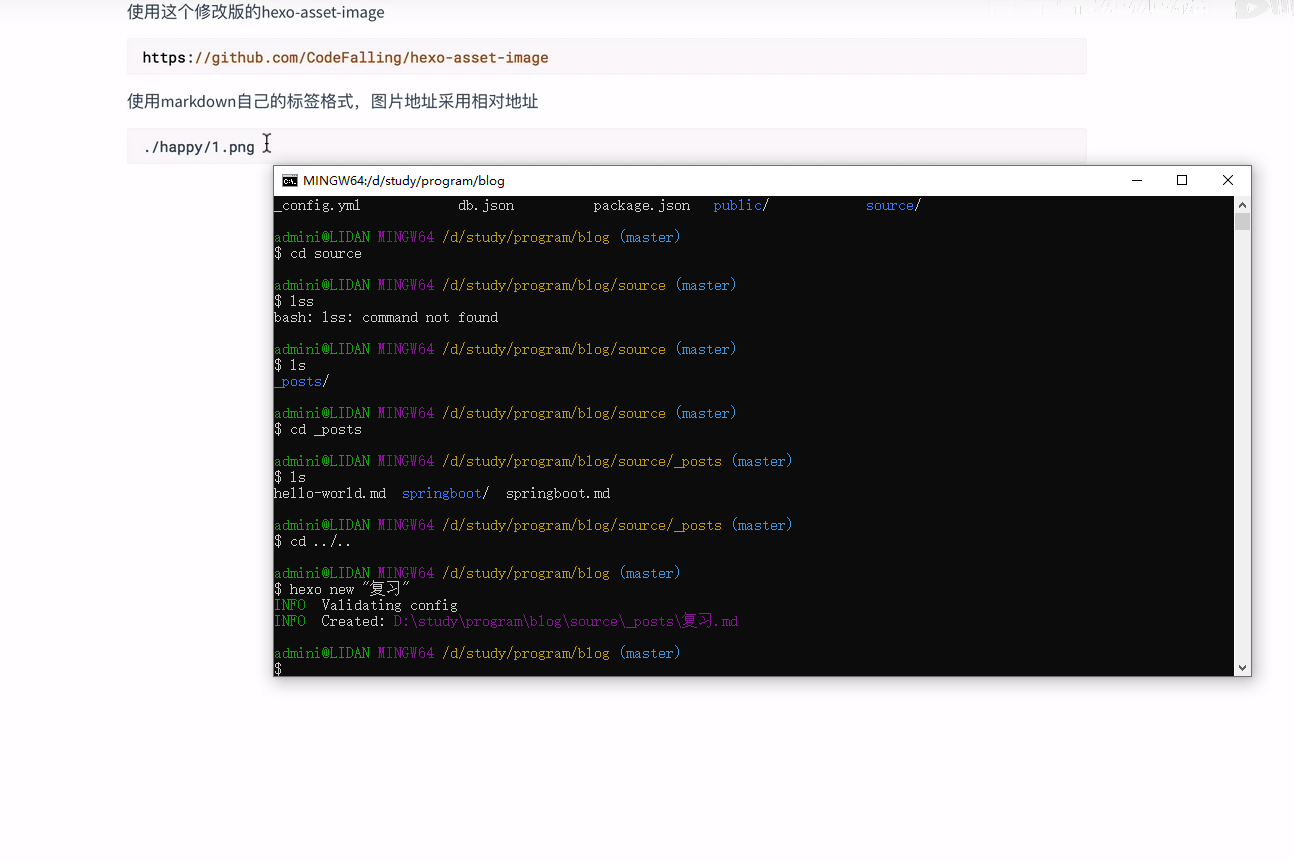 使用这个修改版的hexo-asset-image
https://github.com/CodeFalling/hexo-asset-image
使用markdown自己的标签格式，图片地址采用相对地址
./happy/1.png
MINGW64:/d/study/program/blog
_config.yml db.json package.json public/ source/
admini@LIDAN MINGW64 /d/study/program/blog (master)
$ cd source
admini@LIDAN MINGW64 /d/study/program/blog/source (master)
$ lss
bash: lss: command not found
admini@LIDAN MINGW64 /d/study/program/blog/source (master)
$ ls
_posts/
admini@LIDAN MINGW64 /d/study/program/blog/source (master)
$ cd _posts
admini@LIDAN MINGW64 /d/study/program/blog/source/_posts (master)
$ ls
hello-world.md springboot/ springboot.md
admini@LIDAN MINGW64 /d/study/program/blog/source/_posts (master)
$ cd ../..
admini@LIDAN MINGW64 /d/study/program/blog (master)
$ hexo new "复习"
INFO Validating config
INFO Created: D:\study\program\blog\source\_posts\复习.md
admini@LIDAN MINGW64 /d/study/program/blog (master)
$